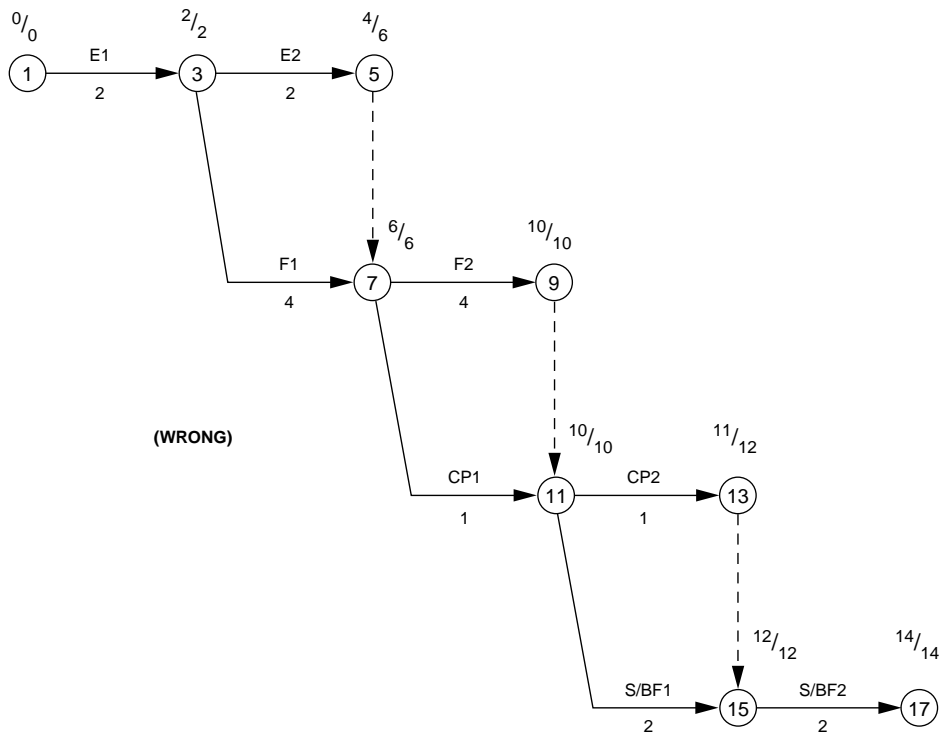 0/0 2/2 4/6
1 E1 3 E2 5
2 2
6/6 10/10
F1 7 F2 9
4 4
(WRONG) 10/10 11/12
CP1 11 CP2 13
1 1
12/12 14/14
S/BF1 15 S/BF2 17
2 2